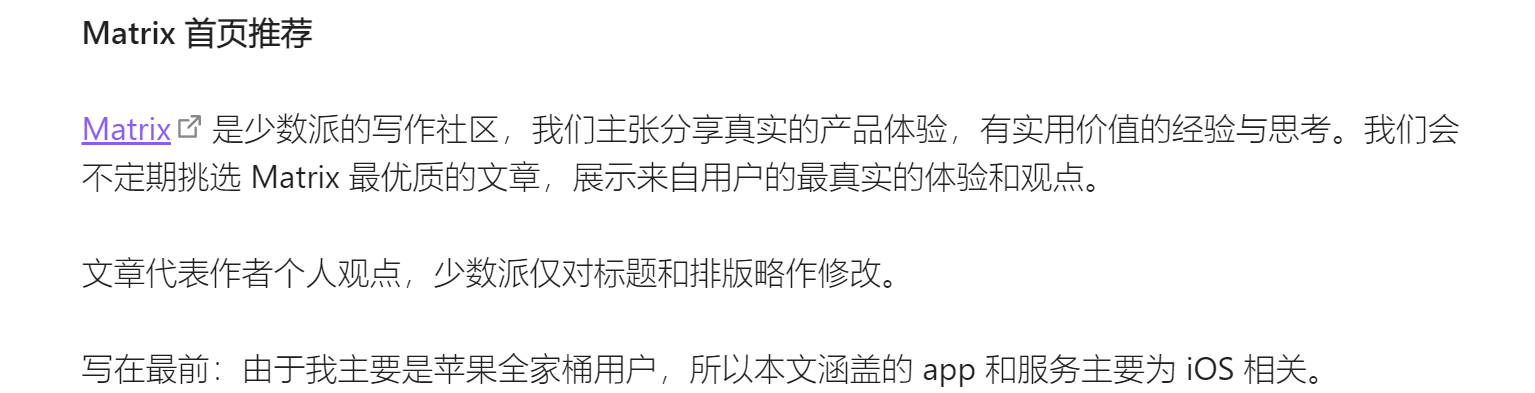 Matrix 首页推荐
Matrix 是少数派的写作社区，我们主张分享真实的产品体验，有实用价值的经验与思考。我们会
不定期挑选 Matrix 最优质的文章，展示来自用户的最真实的体验和观点。
文章代表作者个人观点，少数派仅对标题和排版略作修改。
写在最前：由于我主要是苹果全家桶用户，所以本文涵盖的 app 和服务主要为 iOS 相关。